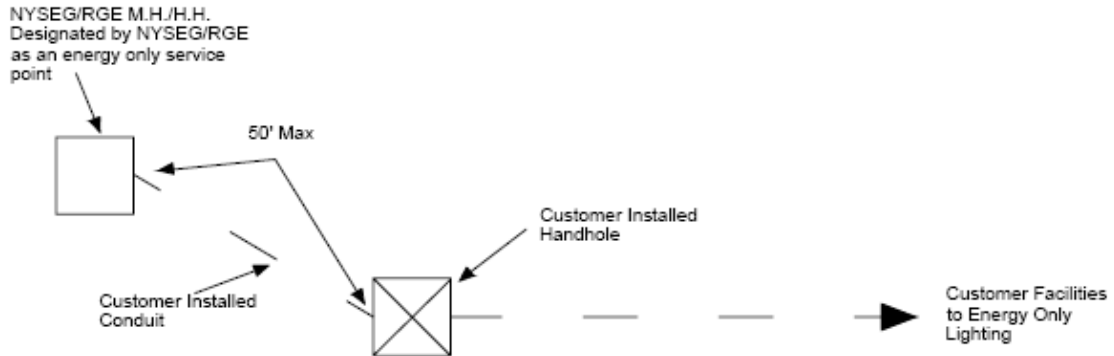 NYSEG/RGE M.H./H.H.
Designated by NYSEG/RGE
as an energy only service
point
50' Max
Customer Installed
Handhole
Customer Installed
Conduit
Customer Facilities
to Energy Only
Lighting